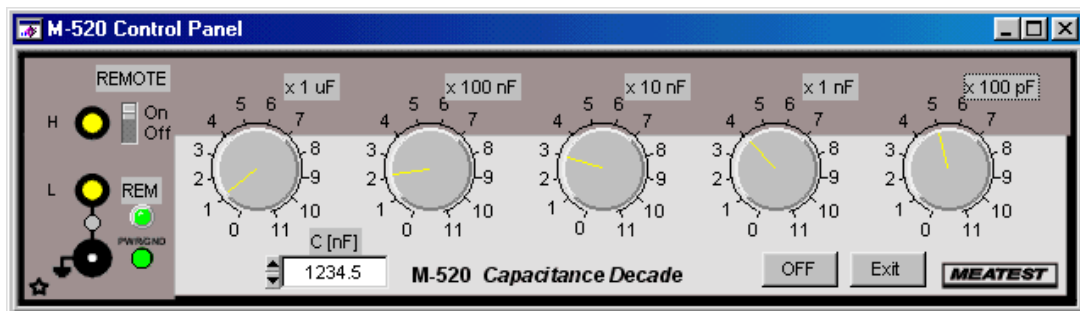 M-520 Control Panel
REMOTE
On
Off
H
L
REM
PWRGND
x 1 uF
0 1 2 3 4 5 6 7 8 9 10 11
x 100 nF
0 1 2 3 4 5 6 7 8 9 10 11
x 10 nF
0 1 2 3 4 5 6 7 8 9 10 11
x 1 nF
0 1 2 3 4 5 6 7 8 9 10 11
x 100 pF
0 1 2 3 4 5 6 7 8 9 10 11
C [nF]
1234.5
M-520 Capacitance Decade
OFF
Exit
MEATEST